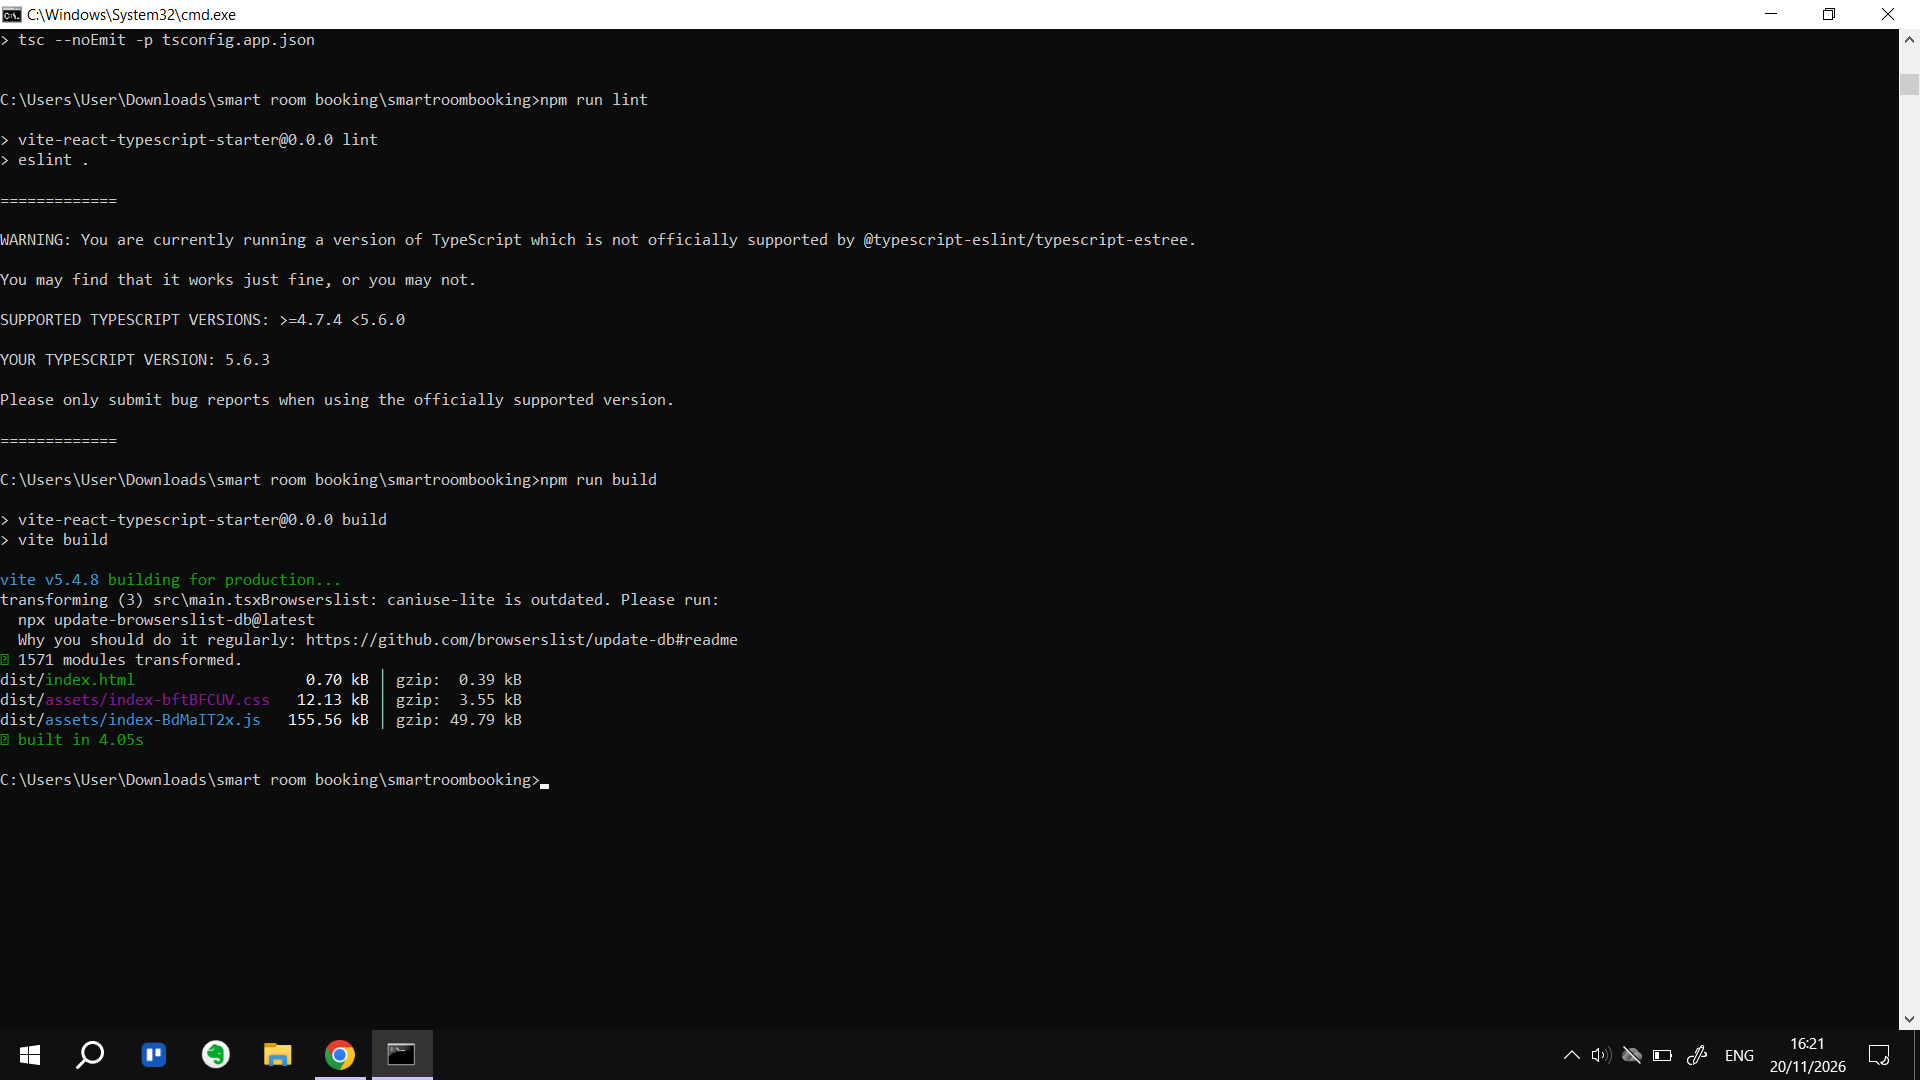 C:\Windows\System32\cmd.exe
> tsc --noEmit -p tsconfig.app.json
C:\Users\User\Downloads\smart room booking\smartroombooking>npm run lint
> vite-react-typescript-starter@0.0.0 lint
> eslint .
=============
WARNING: You are currently running a version of TypeScript which is not officially supported by @typescript-eslint/typescript-estree.
You may find that it works just fine, or you may not.
SUPPORTED TYPESCRIPT VERSIONS: >=4.7.4 <5.6.0
YOUR TYPESCRIPT VERSION: 5.6.3
Please only submit bug reports when using the officially supported version.
=============
C:\Users\User\Downloads\smart room booking\smartroombooking>npm run build
> vite-react-typescript-starter@0.0.0 build
> vite build
vite v5.4.8 building for production...
transforming (3) src\main.tsxBrowserslist: caniuse-lite is outdated. Please run:
  npx update-browserslist-db@latest
  Why you should do it regularly: https://github.com/browserslist/update-db#readme
1571 modules transformed.
dist/index.html                   0.70 kB │ gzip:  0.39 kB
dist/assets/index-bftBFCUV.css   12.13 kB │ gzip:  3.55 kB
dist/assets/index-BdMaIT2x.js   155.56 kB │ gzip: 49.79 kB
built in 4.05s
C:\Users\User\Downloads\smart room booking\smartroombooking>
ENG
16:21
20/11/2026